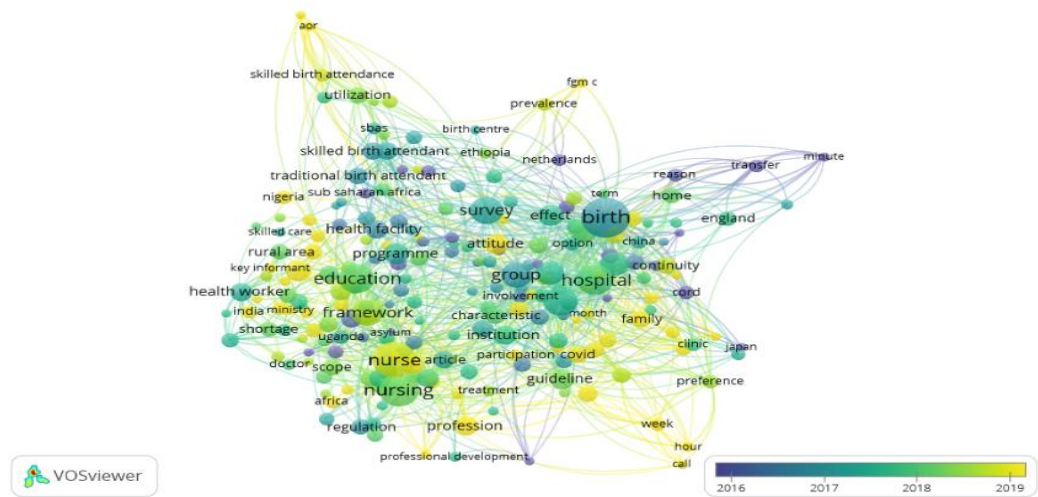 aor
skilled birth attendance
fgm c
utilization
prevalence
sbas
birth centre
skilled birth attendant
ethiopia
netherlands
minute
transfer
traditional birth attendant
reason
sub saharan africa
term
home
nigeria
survey
effect
birth
england
skilled care
health facility
attitude
option
china
rural area
programme
key informant
group
hospital
continuity
education
health worker
involvement
cord
india
ministry
framework
characteristic
month
family
shortage
uganda
asylum
institution
clinic
japan
doctor
scope
nurse
article
participation
covid
nursing
treatment
guideline
preference
africa
regulation
profession
week
professional development
hour
call
VOSviewer
2016 2017 2018 2019